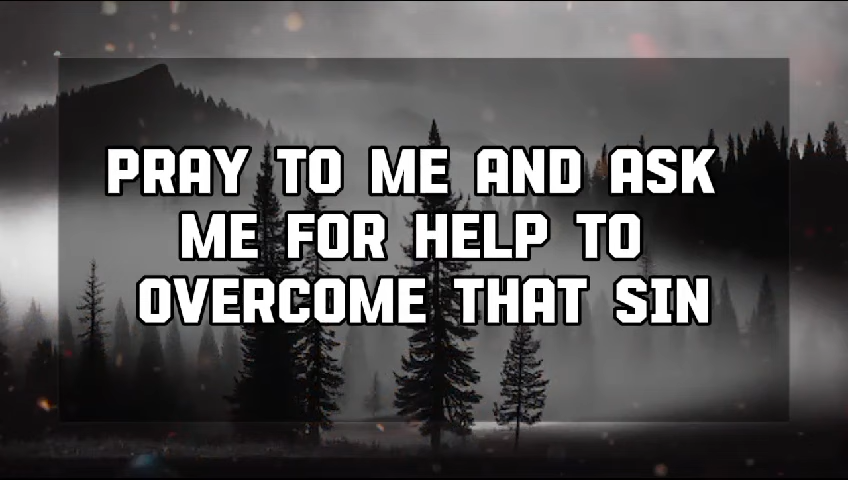 PRAY TO ME AND ASK
ME FOR HELP TO
OVERCOME THAT SIN